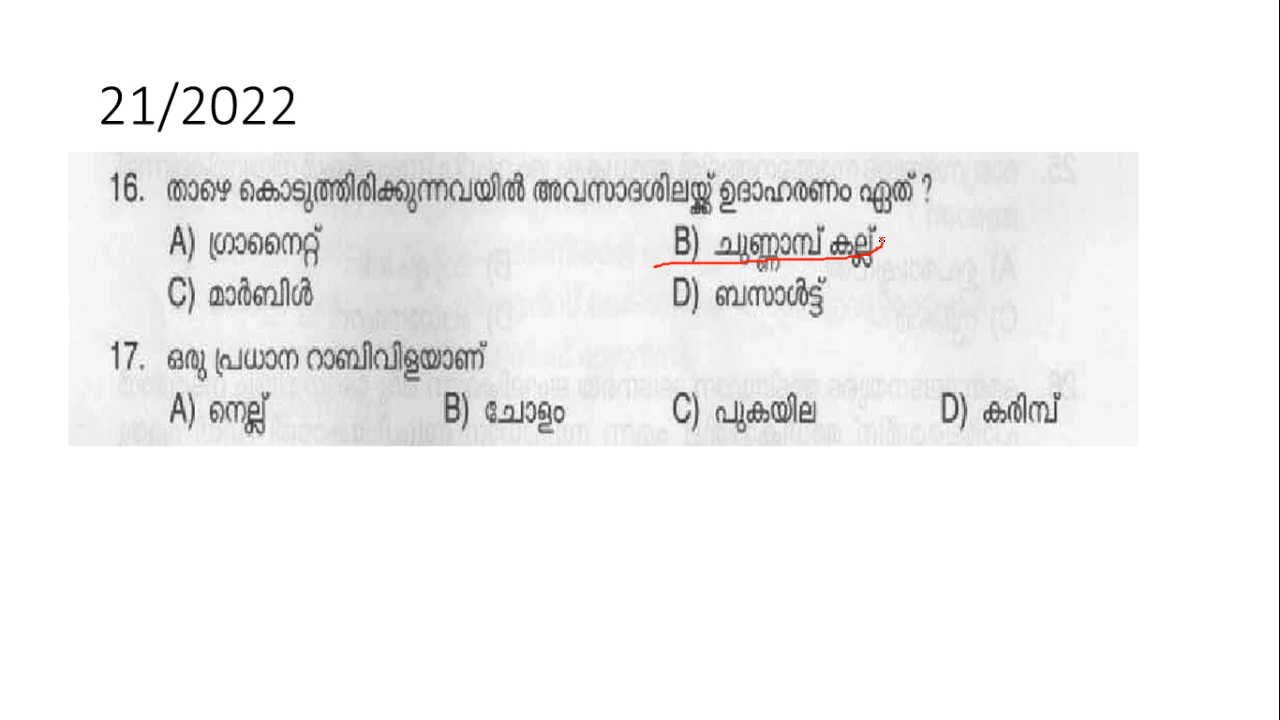 21/2022
16. താഴെ കൊടുത്തിരിക്കുന്നവയിൽ അവസാദശിലയ്ക്ക് ഉദാഹരണം ഏത് ?
A) ഗ്രാനൈറ്റ് B) ചുണ്ണാമ്പ് കല്ല്
C) മാർബിൾ D) ബസാൾട്ട്
17. ഒരു പ്രധാന റാബിവിളയാണ്
A) നെല്ല് B) ചോളം C) പുകയില D) കരിമ്പ്